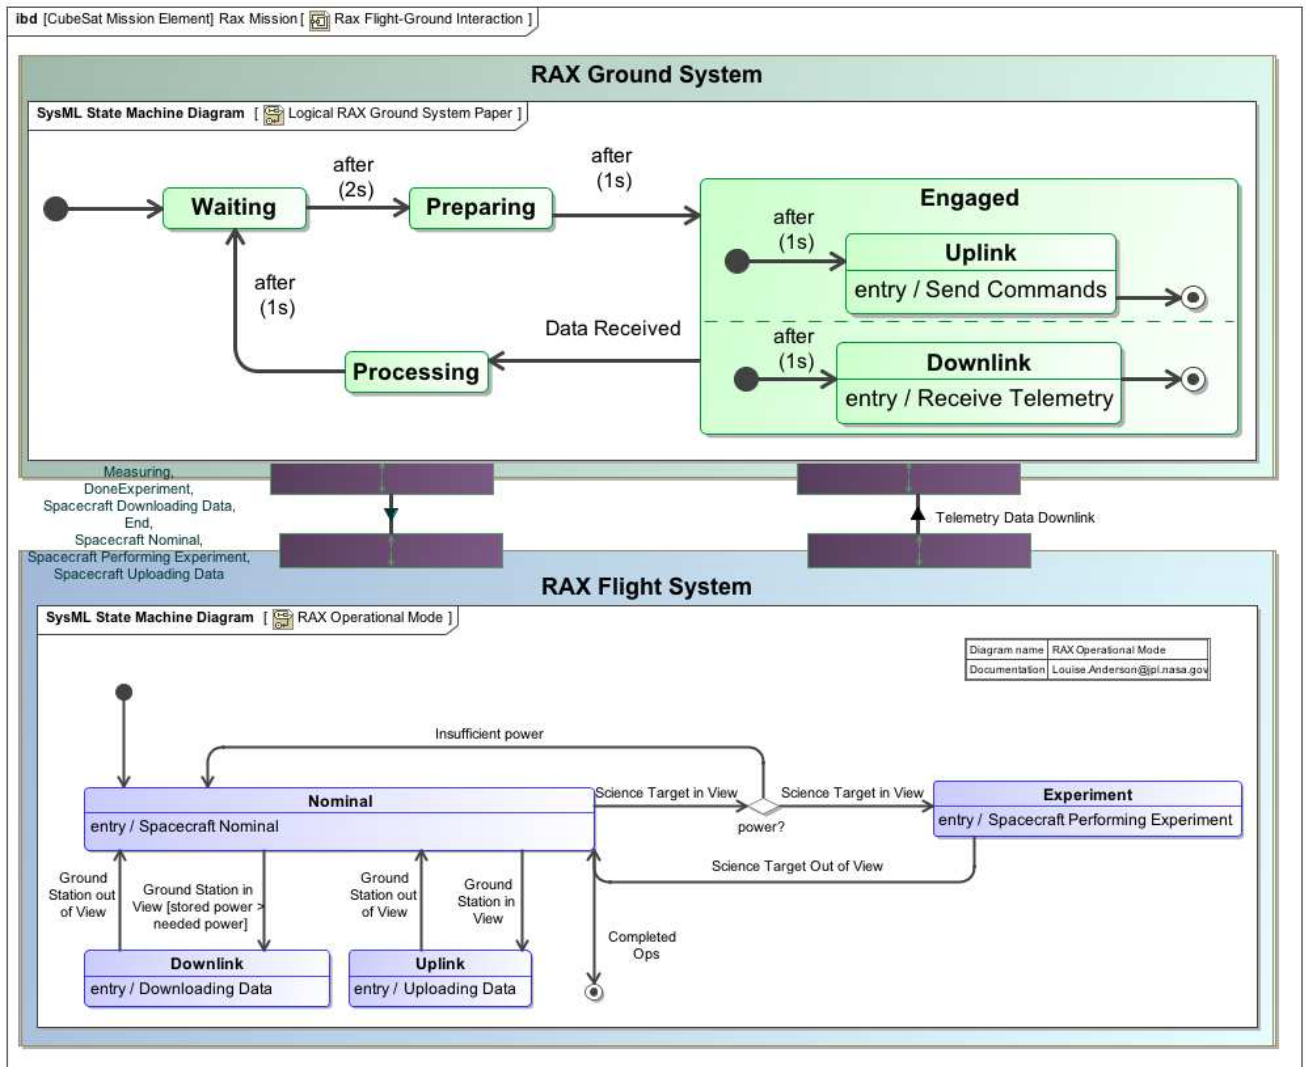 ibd [CubeSat Mission Element] Rax Mission [ Rax Flight-Ground Interaction ]
RAX Ground System
SysML State Machine Diagram [ Logical RAX Ground System Paper ]
after
(2s)
after
(1s)
Waiting
Preparing
Engaged
after
(1s)
Uplink
entry / Send Commands
after
(1s)
Data Received
Processing
after
(1s)
Downlink
entry / Receive Telemetry
Measuring,
DoneExperiment,
Spacecraft Downloading Data,
End,
Spacecraft Nominal,
Spacecraft Performing Experiment,
Spacecraft Uploading Data
Telemetry Data Downlink
RAX Flight System
SysML State Machine Diagram [ RAX Operational Mode ]
Diagram name RAX Operational Mode
Documentation Louise.Anderson@jpl.nasa.gov
Insufficient power
Nominal
entry / Spacecraft Nominal
Science Target in View
power?
Science Target in View
Experiment
entry / Spacecraft Performing Experiment
Science Target Out of View
Ground
Station out
of View
Ground Station in
View [stored power >
needed power]
Ground
Station out
of View
Ground
Station in
View
Completed
Ops
Downlink
entry / Downloading Data
Uplink
entry / Uploading Data